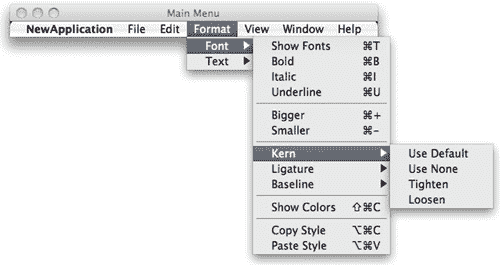 Main Menu
NewApplication File Edit Format View Window Help
Font Show Fonts ⌘T
Text Bold ⌘B
Italic ⌘I
Underline ⌘U
Bigger ⌘+
Smaller ⌘-
Kern Use Default
Ligature Use None
Baseline Tighten
Loosen
Show Colors ⇧⌘C
Copy Style ⌥⌘C
Paste Style ⌥⌘V